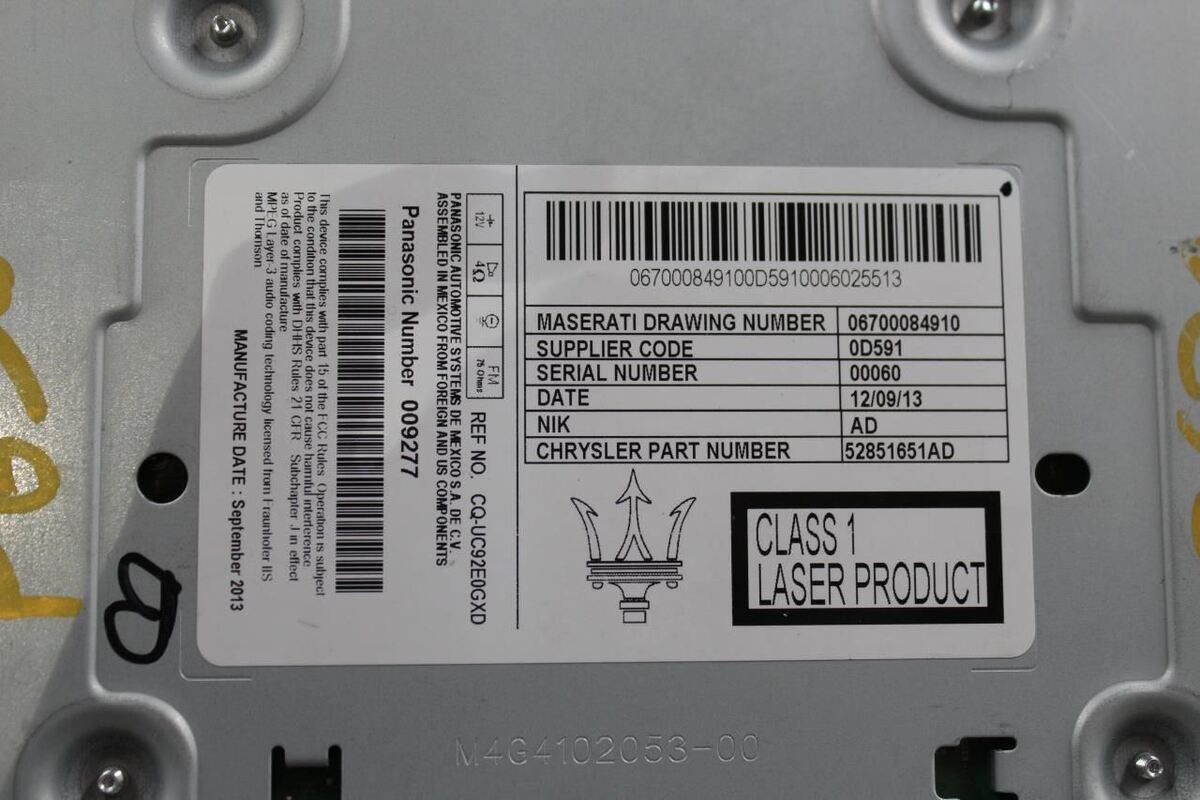 067000849100D5910006025513
MASERATI DRAWING NUMBER 06700084910
SUPPLIER CODE 0D591
SERIAL NUMBER 00060
DATE 12/09/13
NIK AD
CHRYSLER PART NUMBER 52851651AD
CLASS 1
LASER PRODUCT
12V
4Ω
FM
75 Ohms
REF NO. CQ-UC92E0GXD
PANASONIC AUTOMOTIVE SYSTEMS DE MEXICO S.A. DE C.V.
ASSEMBLED IN MEXICO FROM FOREIGN AND US COMPONENTS
Panasonic Number 009277
This device complies with part 15 of the FCC Rules. Operation is subject
to the condition that this device does not cause harmful interference
Product complies with DHHS Rules 21 CFR Subchapter J in effect
as of date of manufacture
MPEG Layer-3 audio coding technology licensed from Fraunhofer IIS
and Thomson
MANUFACTURE DATE : September 2013
M4G4102053-00